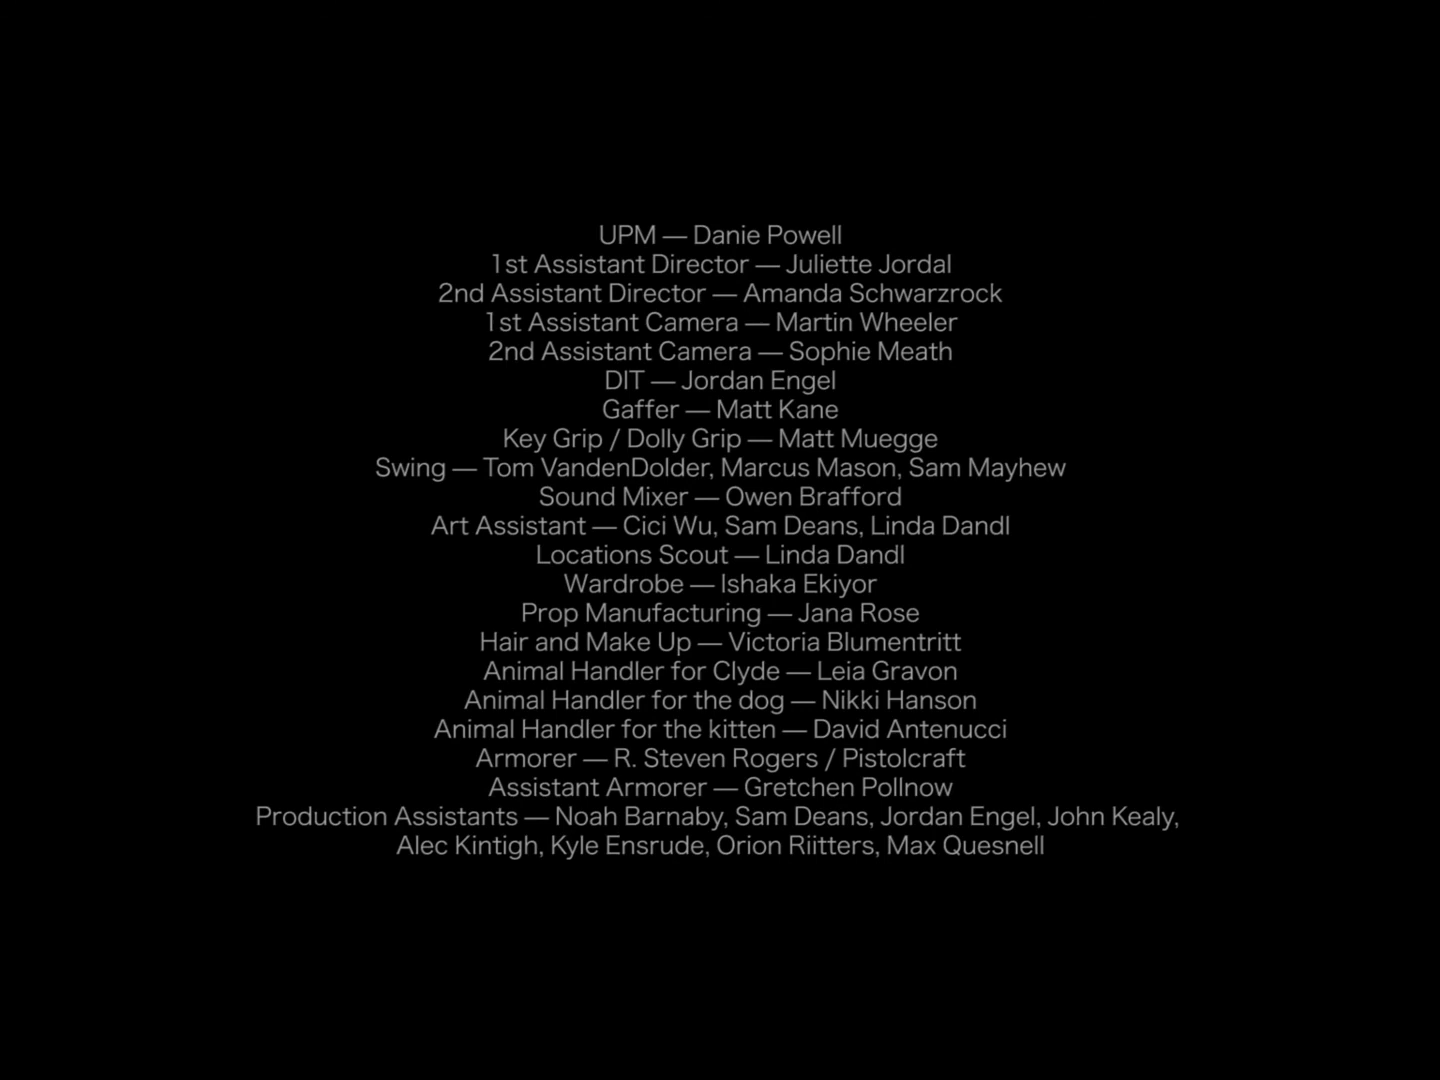 UPM — Danie Powell
1st Assistant Director — Juliette Jordal
2nd Assistant Director — Amanda Schwarzrock
1st Assistant Camera — Martin Wheeler
2nd Assistant Camera — Sophie Meath
DIT — Jordan Engel
Gaffer — Matt Kane
Key Grip / Dolly Grip — Matt Muegge
Swing — Tom VandenDolder, Marcus Mason, Sam Mayhew
Sound Mixer — Owen Brafford
Art Assistant — Cici Wu, Sam Deans, Linda Dandl
Locations Scout — Linda Dandl
Wardrobe — Ishaka Ekiyor
Prop Manufacturing — Jana Rose
Hair and Make Up — Victoria Blumentritt
Animal Handler for Clyde — Leia Gravon
Animal Handler for the dog — Nikki Hanson
Animal Handler for the kitten — David Antenucci
Armorer — R. Steven Rogers / Pistolcraft
Assistant Armorer — Gretchen Pollnow
Production Assistants — Noah Barnaby, Sam Deans, Jordan Engel, John Kealy,
Alec Kintigh, Kyle Ensrude, Orion Riitters, Max Quesnell